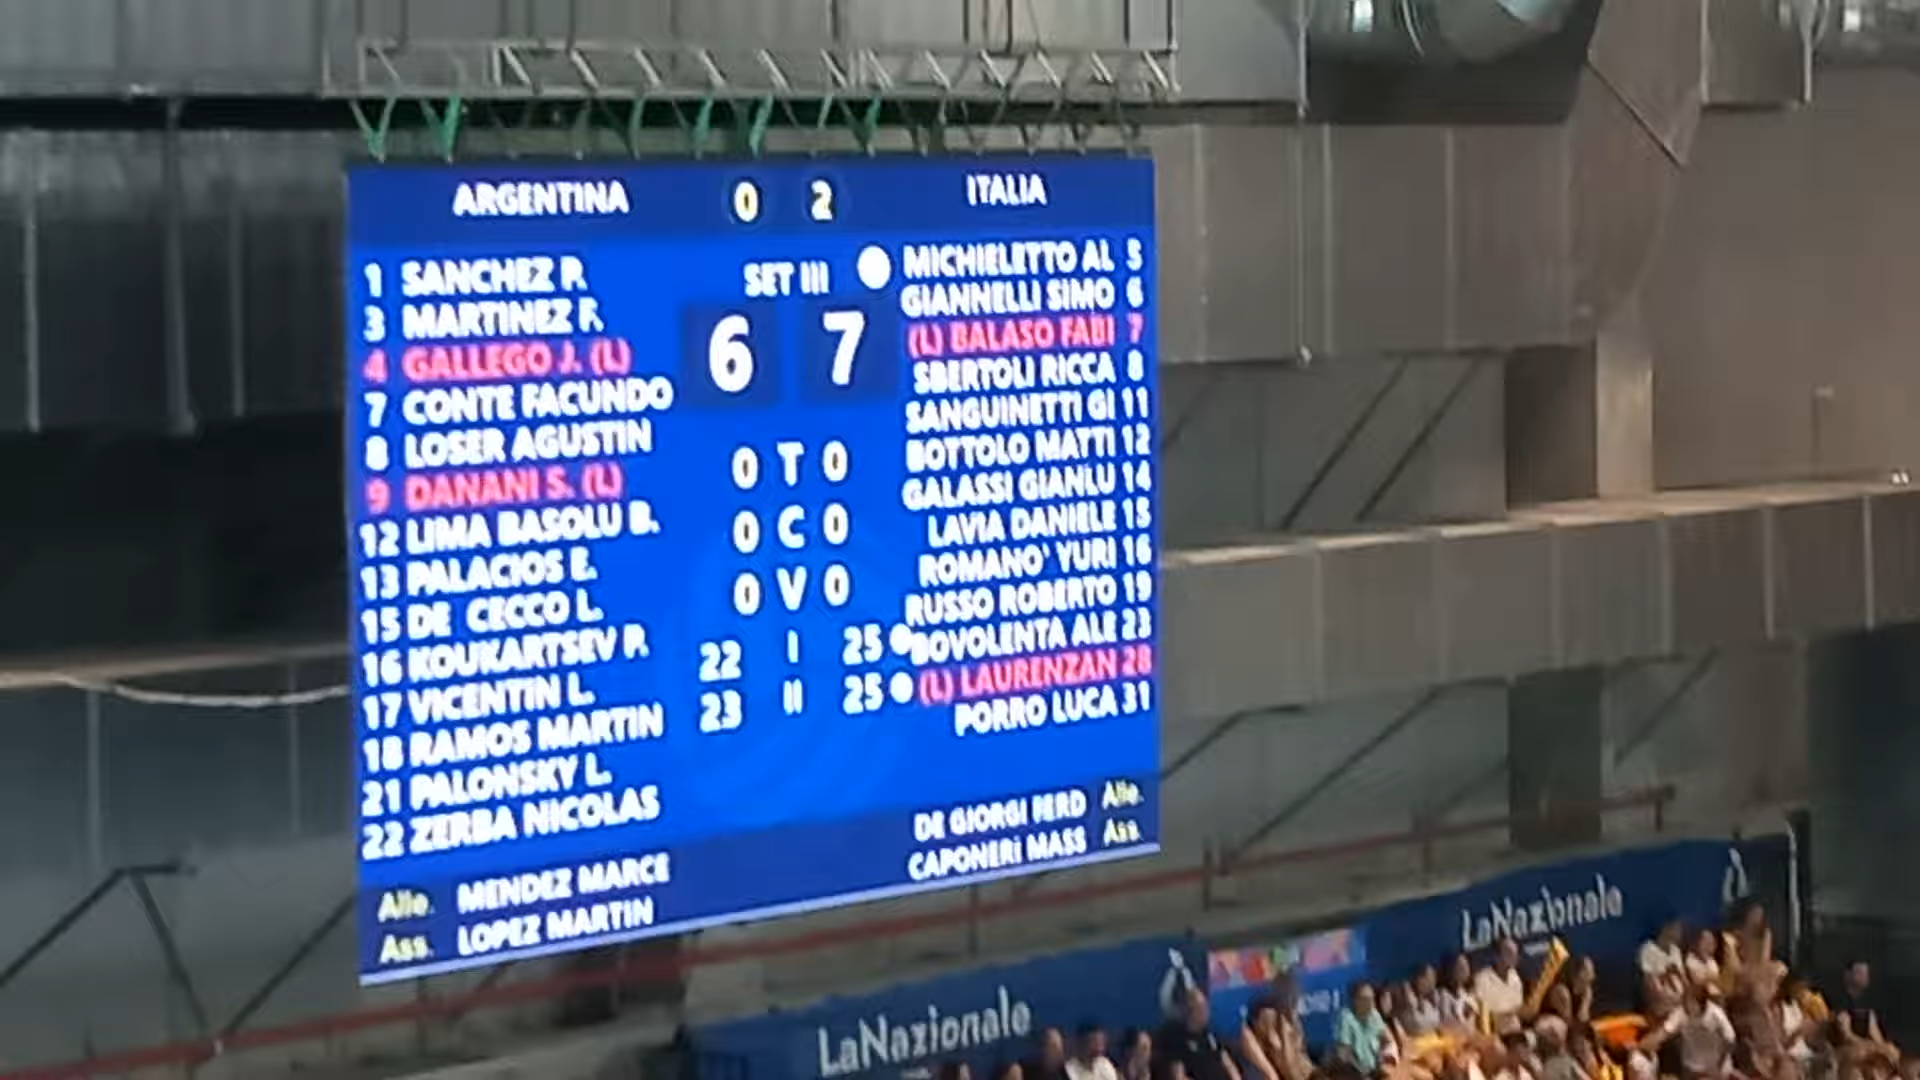 ARGENTINA 0 2 ITALIA
SET III
6 7
0 T 0
0 C 0
0 V 0
22 I 25
23 II 25
1 SANCHEZ P.
3 MARTINEZ F.
4 GALLEGO J. (L)
7 CONTE FACUNDO
8 LOSER AGUSTIN
9 DANANI S. (L)
12 LIMA BASOLU B.
13 PALACIOS E.
15 DE CECCO L.
16 KOUKARTSEV P.
17 VICENTIN L.
18 RAMOS MARTIN
21 PALONSKY L.
22 ZERBA NICOLAS
Alle. MENDEZ MARCE
Ass. LOPEZ MARTIN
MICHIELETTO AL 5
GIANNELLI SIMO 6
(L) BALASO FABI 7
SBERTOLI RICCA 8
SANGUINETTI GI 11
BOTTOLO MATTI 12
GALASSI GIANLU 14
LAVIA DANIELE 15
ROMANO' YURI 16
RUSSO ROBERTO 19
BOVOLENTA ALE 23
(L) LAURENZAN 28
PORRO LUCA 31
DE GIORGI FERD Alle.
CAPONERI MASS Ass.
LaNazionale
LaNazionale